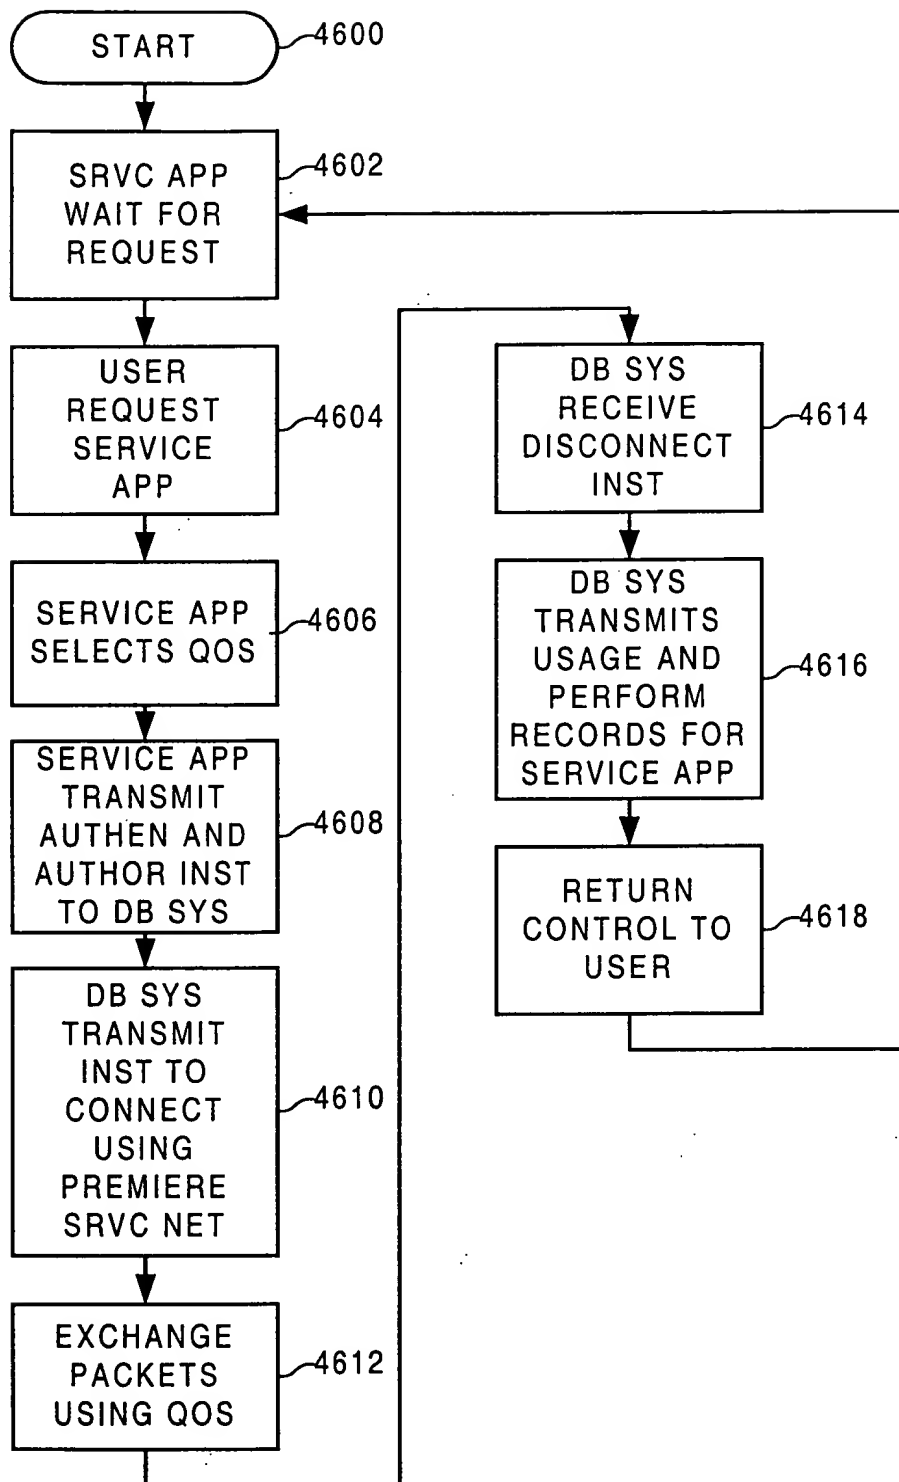 START
4600
SRVC APP
WAIT FOR
REQUEST
4602
USER
REQUEST
SERVICE
APP
4604
SERVICE APP
SELECTS QOS
4606
SERVICE APP
TRANSMIT
AUTHEN AND
AUTHOR INST
TO DB SYS
4608
DB SYS
TRANSMIT
INST TO
CONNECT
USING
PREMIERE
SRVC NET
4610
EXCHANGE
PACKETS
USING QOS
4612
DB SYS
RECEIVE
DISCONNECT
INST
4614
DB SYS
TRANSMITS
USAGE AND
PERFORM
RECORDS FOR
SERVICE APP
4616
RETURN
CONTROL TO
USER
4618